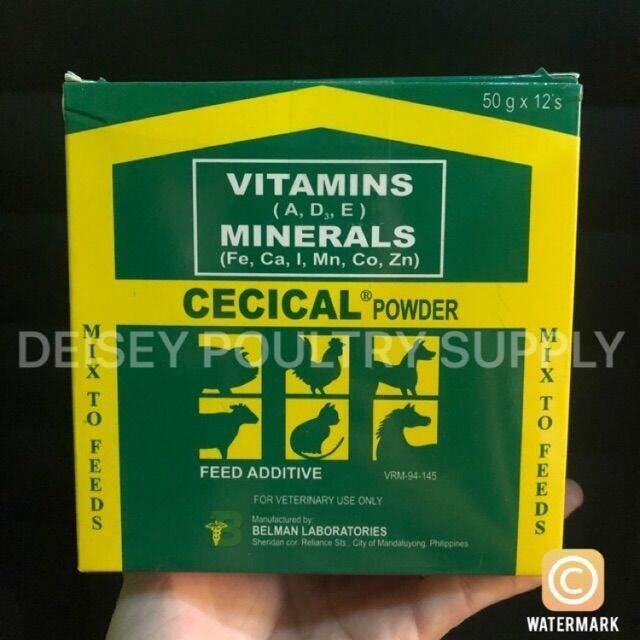 50 g x 12's
VITAMINS
(A, D₃, E)
MINERALS
(Fe, Ca, I, Mn, Co, Zn)
CECICAL® POWDER
DEISEY POULTRY SUPPLY
MIX TO FEEDS
MIX TO FEEDS
FEED ADDITIVE
VRM-94-145
FOR VETERINARY USE ONLY
B
Manufactured by:
BELMAN LABORATORIES
Sheridan cor. Reliance Sts., City of Mandaluyong, Philippines
©
WATERMARK